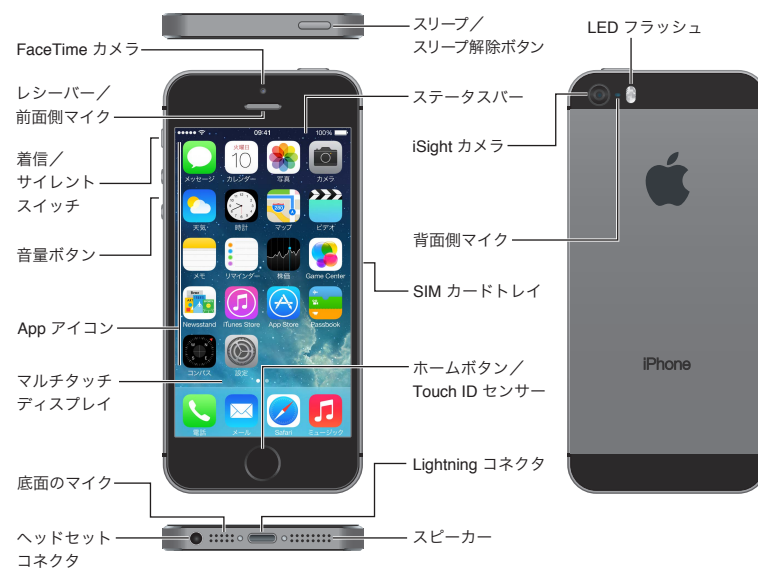 スリープ／
スリープ解除ボタン
LED フラッシュ
FaceTime カメラ
レシーバー／
前面側マイク
ステータスバー
iSight カメラ
着信／
サイレント
スイッチ
音量ボタン
背面側マイク
SIM カードトレイ
App アイコン
マルチタッチ
ディスプレイ
ホームボタン／
Touch ID センサー
底面のマイク
Lightning コネクタ
ヘッドセット
コネクタ
スピーカー
09:41 100%
火曜日
10
メッセージ カレンダー 写真 カメラ
280
天気 時計 マップ ビデオ
メモ リマインダー 株価 Game Center
Newsstand iTunes Store App Store Passbook
コンパス 設定
電話 メール Safari ミュージック
iPhone